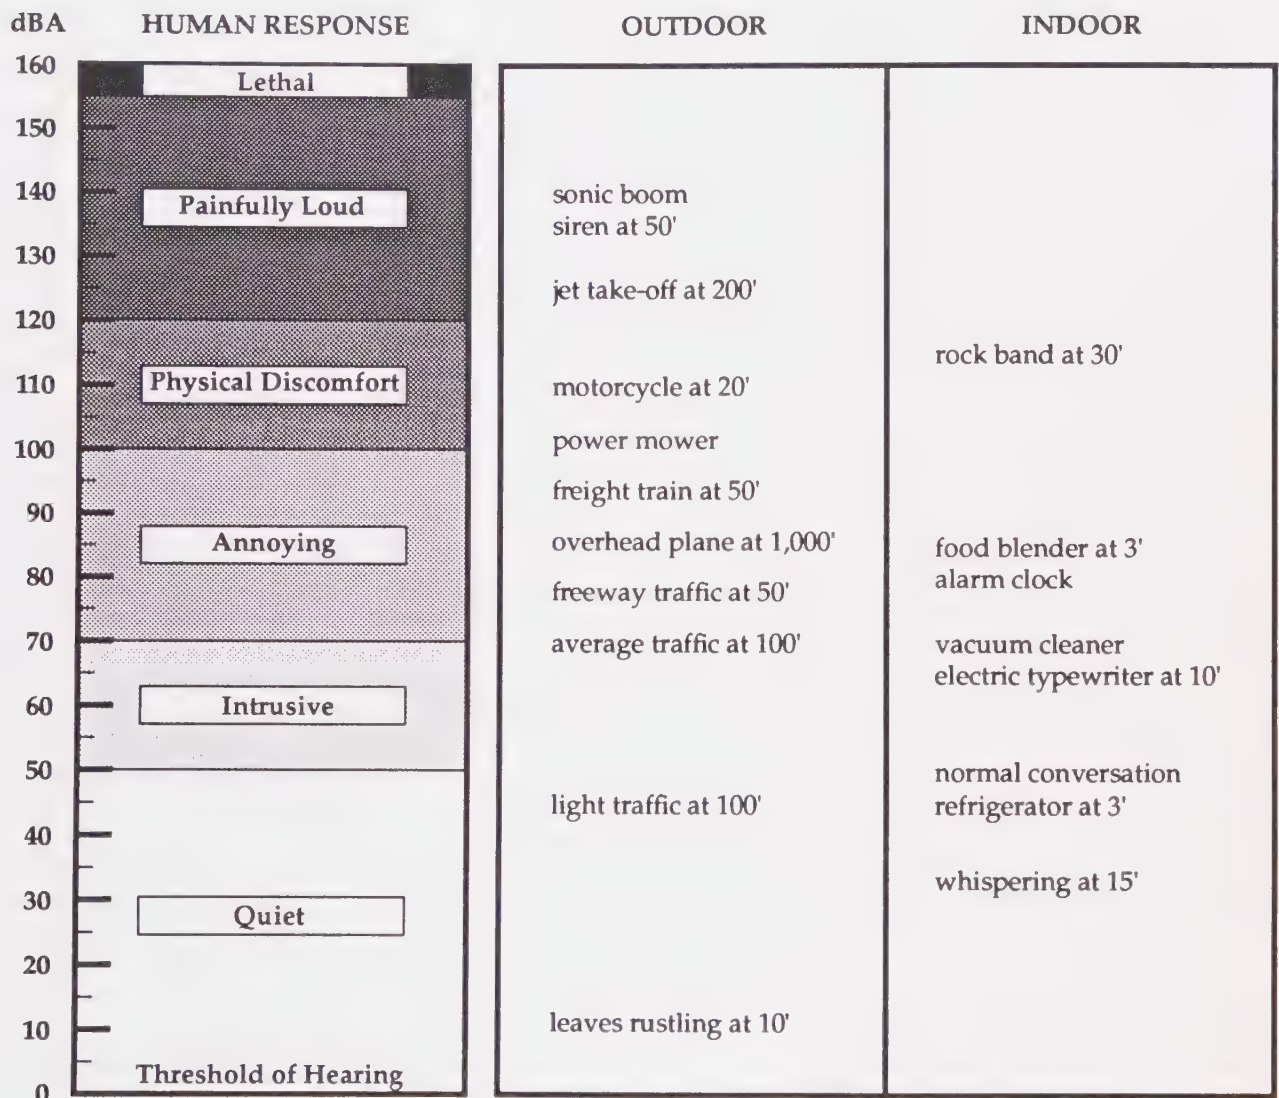 dBA HUMAN RESPONSE OUTDOOR INDOOR
160
Lethal
150
140 sonic boom
Painfully Loud siren at 50'
130
jet take-off at 200'
120
rock band at 30'
110 Physical Discomfort motorcycle at 20'
power mower
100
freight train at 50'
90
Annoying overhead plane at 1,000' food blender at 3'
80 alarm clock
freeway traffic at 50'
70 average traffic at 100' vacuum cleaner
electric typewriter at 10'
60 Intrusive
50 normal conversation
light traffic at 100' refrigerator at 3'
40
whispering at 15'
30
Quiet
20
10 leaves rustling at 10'
Threshold of Hearing
0